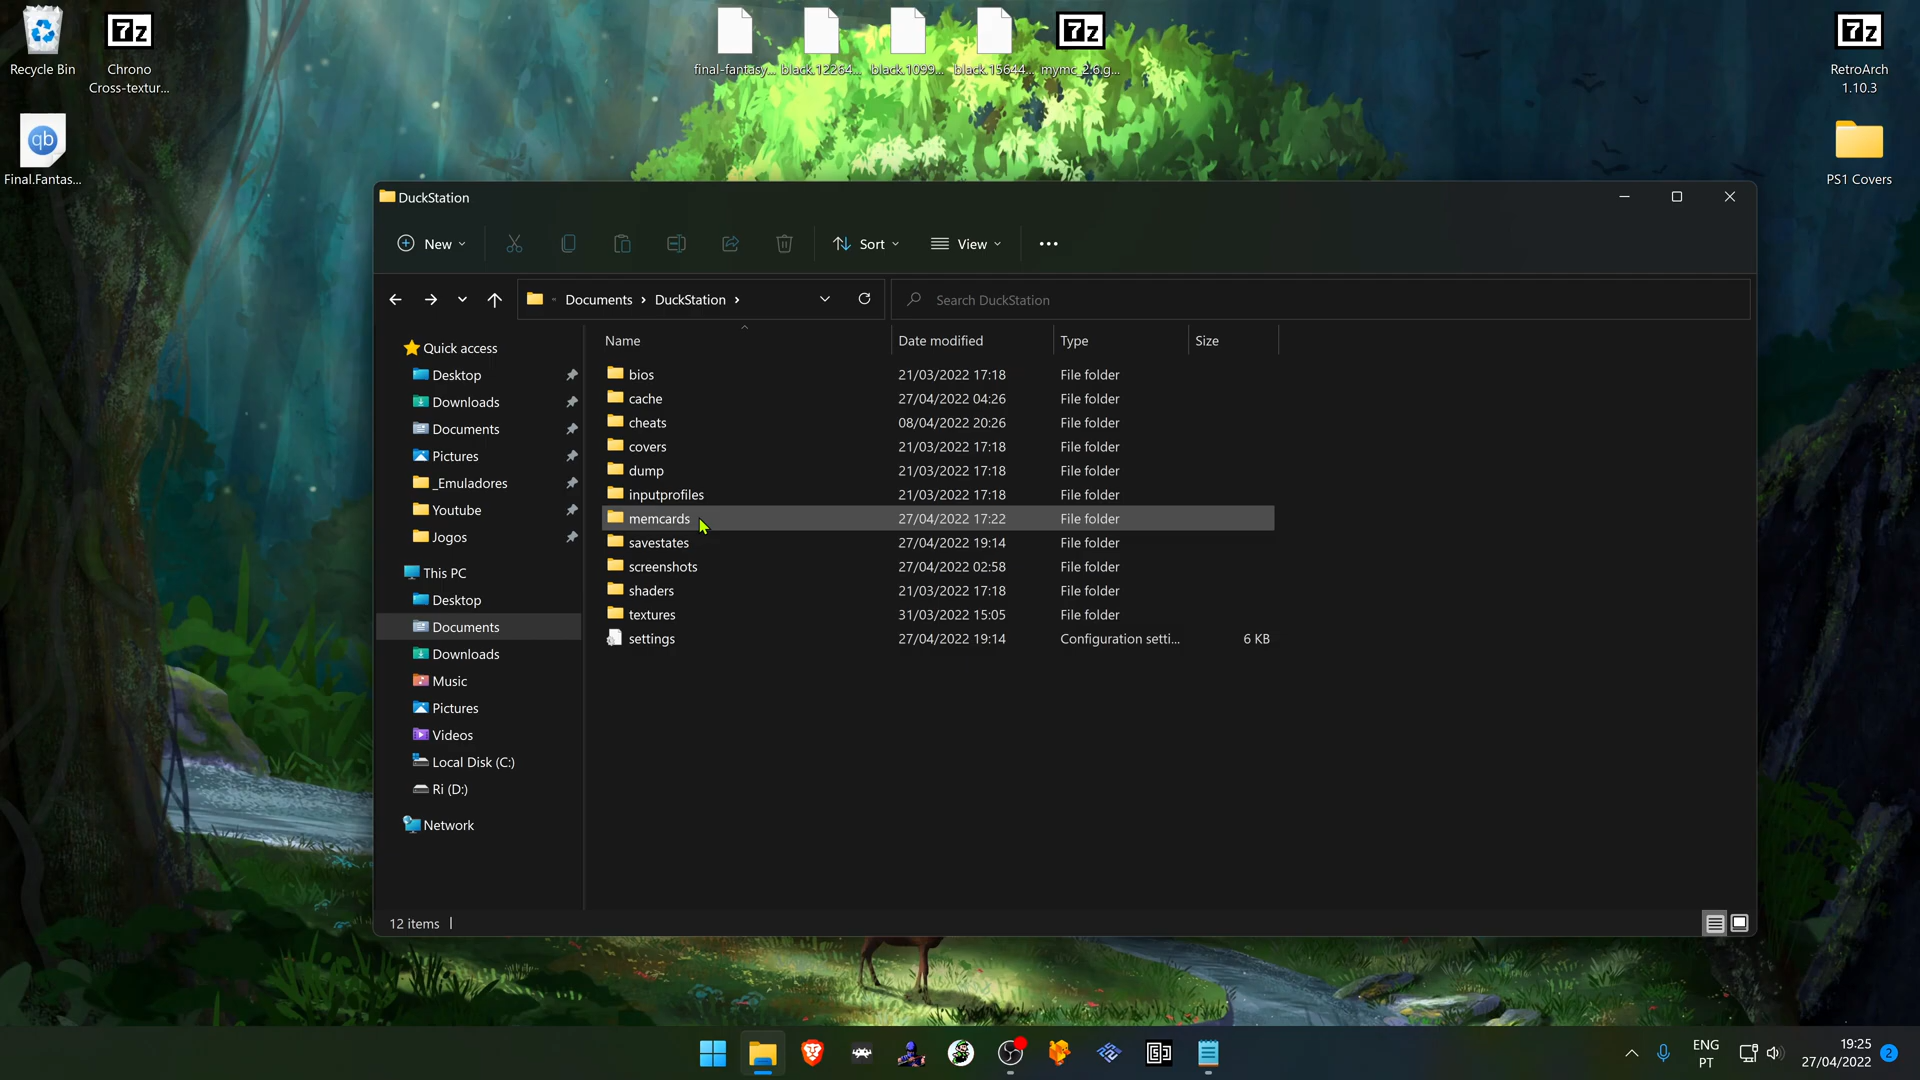 Recycle Bin
Chrono
Cross-textur...
Final.Fantas...
final-fantasy...
black.12264...
black.1099...
black.15644...
mymc_2.6.g...
RetroArch
1.10.3
PS1 Covers
DuckStation
New
Sort
View
Documents
DuckStation
Search DuckStation
Name
Date modified
Type
Size
Quick access
Desktop
Downloads
Documents
Pictures
_Emuladores
Youtube
Jogos
This PC
Desktop
Documents
Downloads
Music
Pictures
Videos
Local Disk (C:)
Ri (D:)
Network
bios 21/03/2022 17:18 File folder
cache 27/04/2022 04:26 File folder
cheats 08/04/2022 20:26 File folder
covers 21/03/2022 17:18 File folder
dump 21/03/2022 17:18 File folder
inputprofiles 21/03/2022 17:18 File folder
memcards 27/04/2022 17:22 File folder
savestates 27/04/2022 19:14 File folder
screenshots 27/04/2022 02:58 File folder
shaders 21/03/2022 17:18 File folder
textures 31/03/2022 15:05 File folder
settings 27/04/2022 19:14 Configuration setti... 6 KB
12 items
ENG
PT
19:25
27/04/2022
2